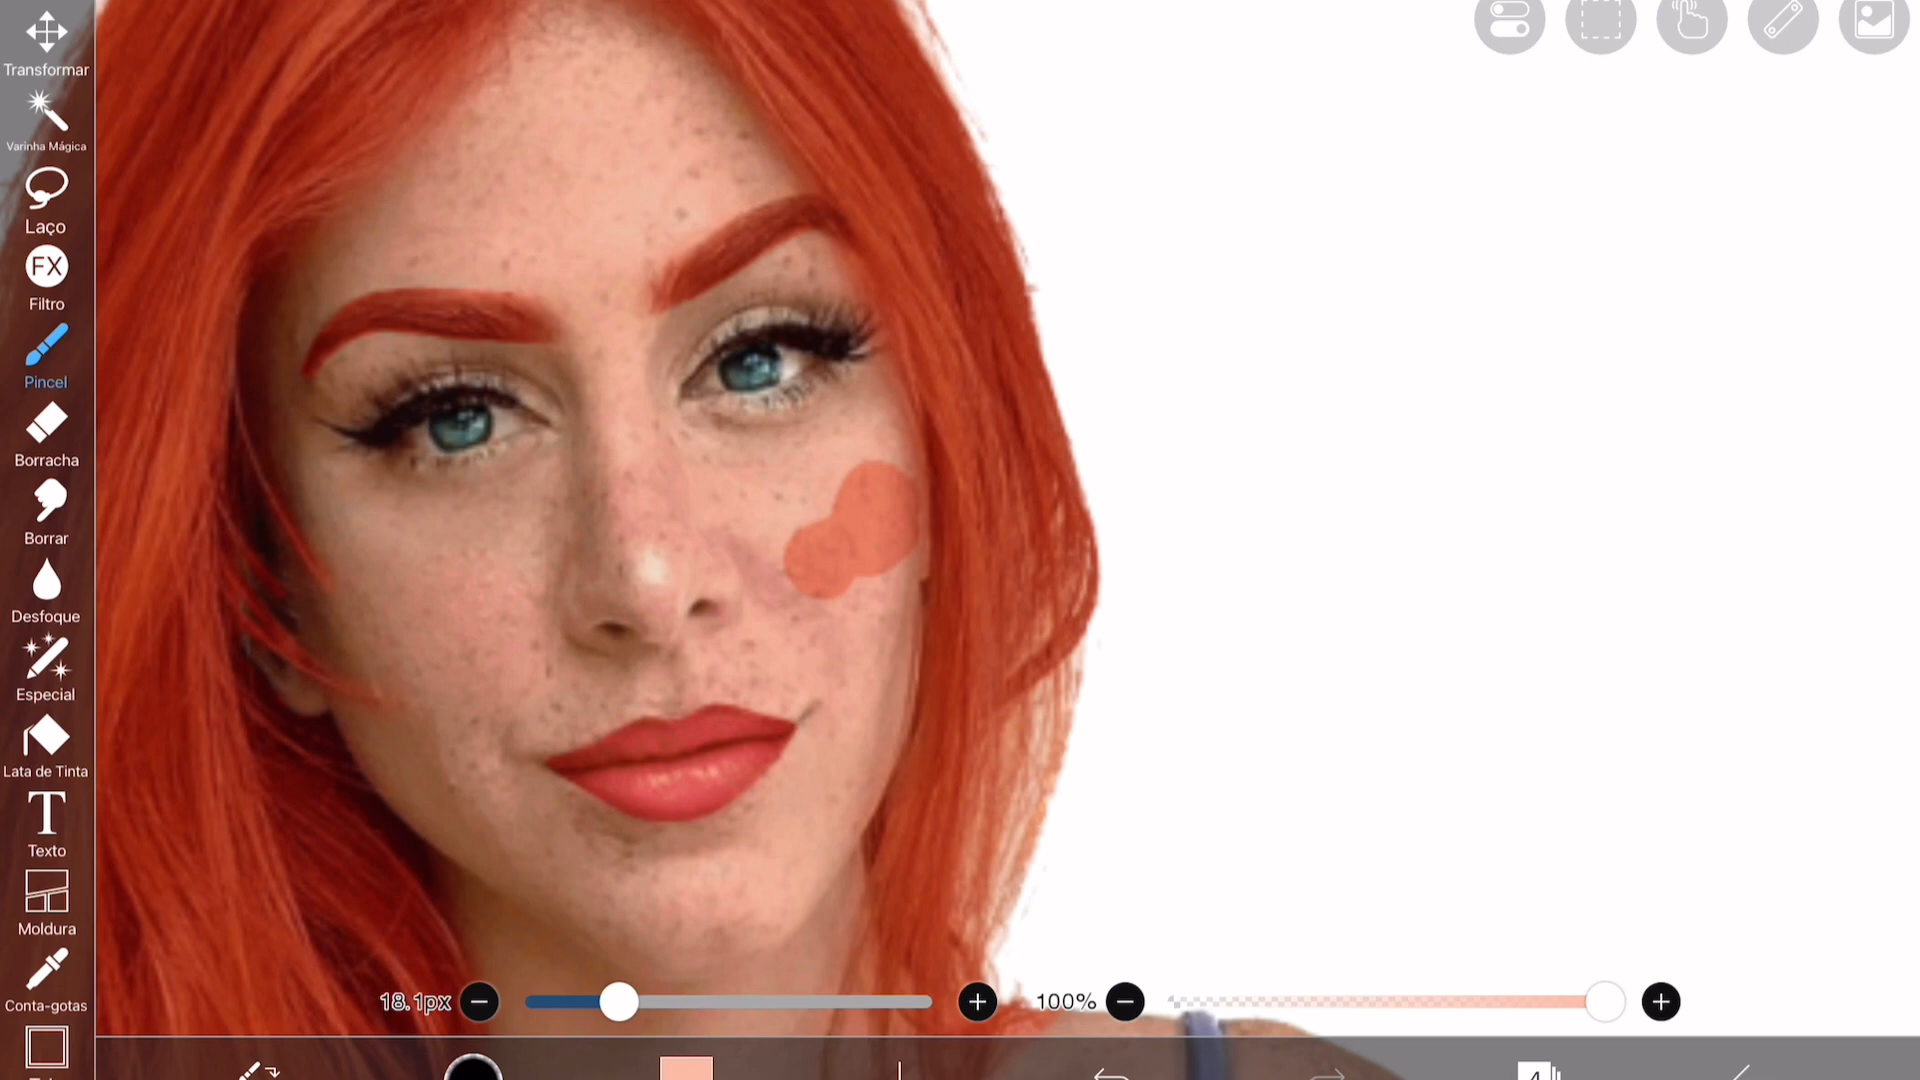 Transformar
Varinha Mágica
Laço
FX
Filtro
Pincel
Borracha
Borrar
Desfoque
Especial
Lata de Tinta
T
Texto
Moldura
Conta-gotas
18.1px
100%
4